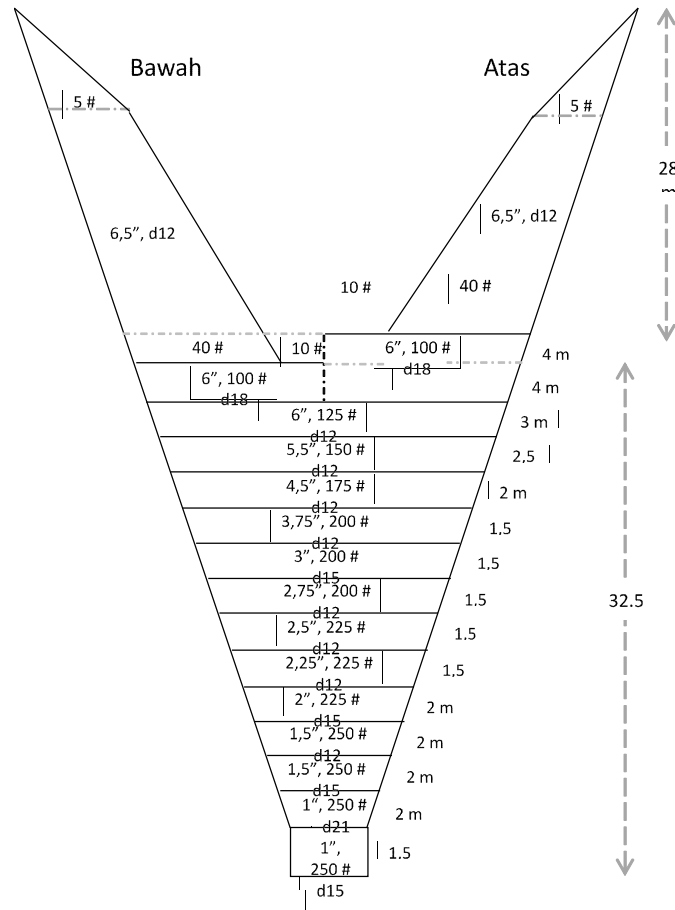 Bawah
Atas
5 #
5 #
28
m
6,5”, d12
6,5”, d12
10 #
40 #
40 #
10 #
6”, 100 #
d18
4 m
6”, 100 #
d18
4 m
6”, 125 #
d12
3 m
5,5”, 150 #
d12
2,5
4,5”, 175 #
d12
2 m
3,75”, 200 #
d12
1,5
3”, 200 #
d15
1,5
2,75”, 200 #
d12
1.5
32.5
2,5”, 225 #
d12
1.5
2,25”, 225 #
d12
1,5
2”, 225 #
d15
2 m
1,5”, 250 #
d12
2 m
1,5”, 250 #
d15
2 m
1“, 250 #
d21
2 m
1”,
250 #
d15
1.5